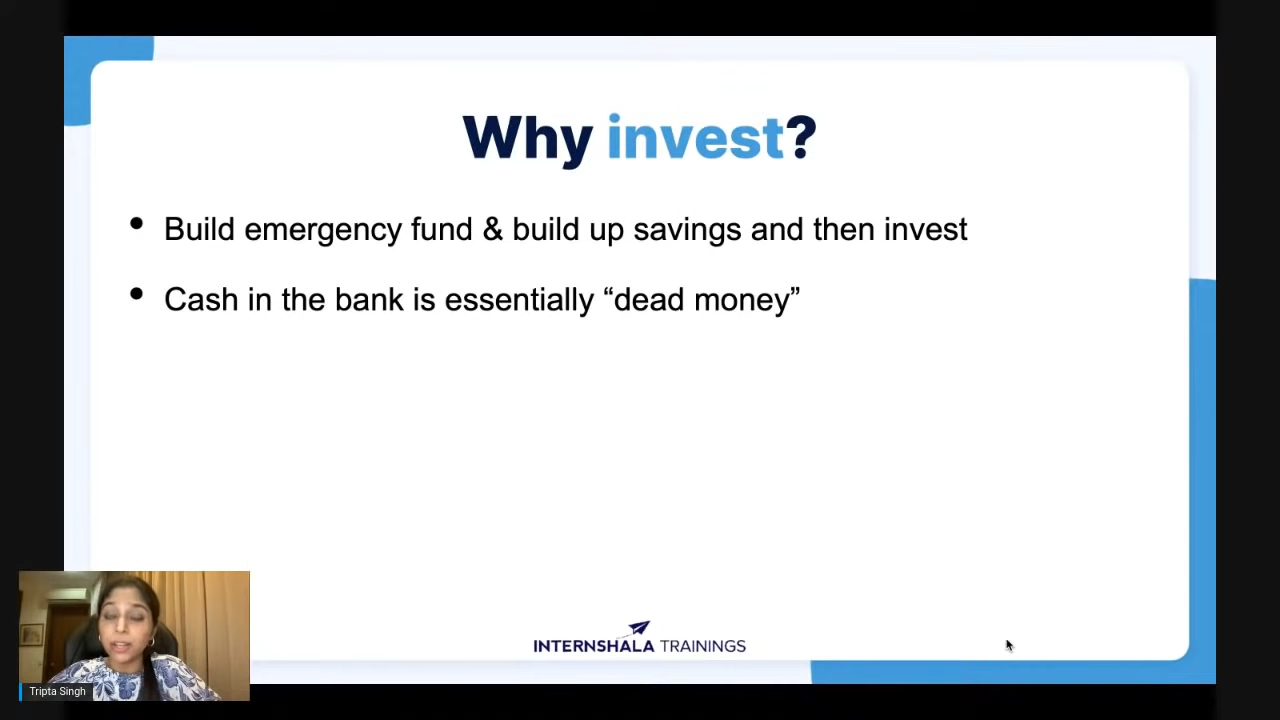 Why invest?
• Build emergency fund & build up savings and then invest
• Cash in the bank is essentially “dead money”
INTERNSHALA TRAININGS
Tripta Singh